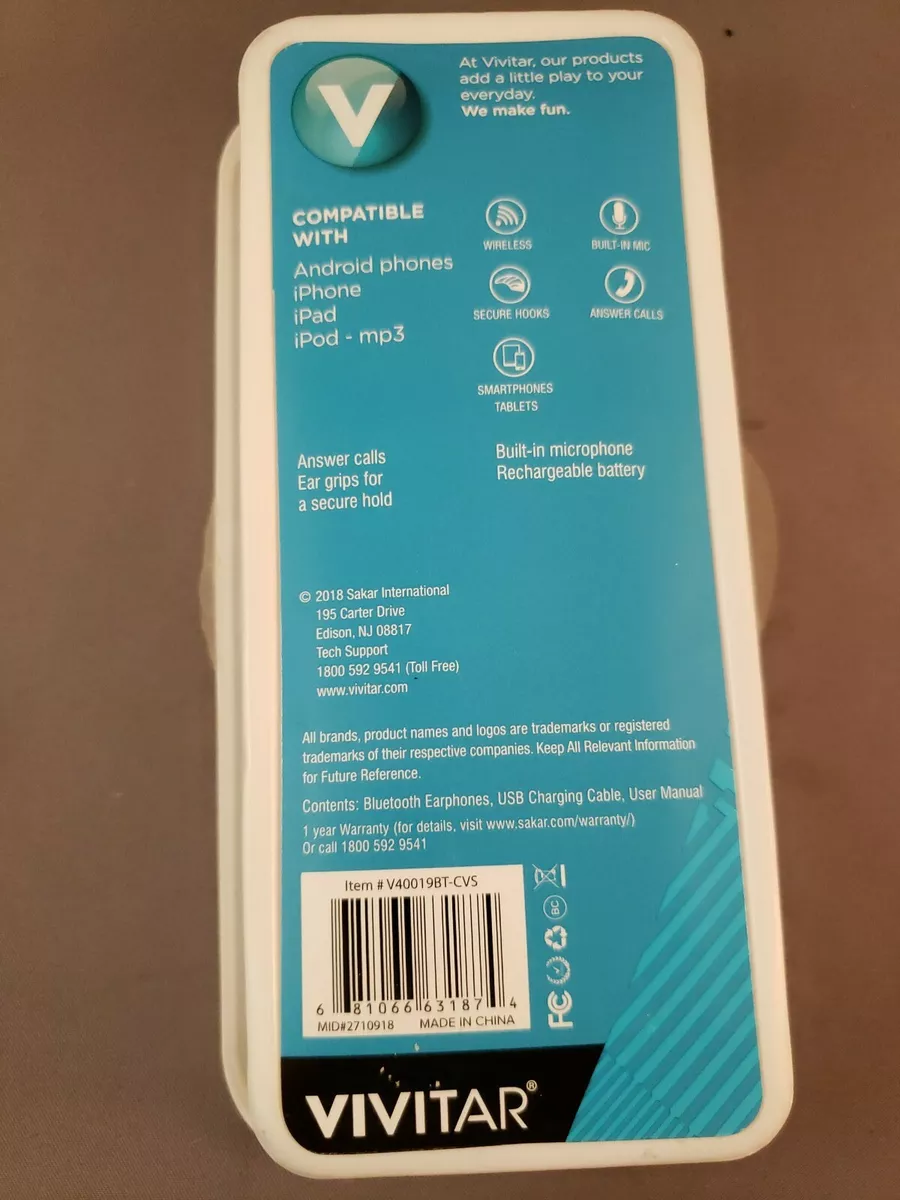 V
At Vivitar, our products
add a little play to your
everyday.
We make fun.
COMPATIBLE
WITH
Android phones
iPhone
iPad
iPod - mp3
WIRELESS
BUILT-IN MIC
SECURE HOOKS
ANSWER CALLS
SMARTPHONES
TABLETS
Answer calls
Ear grips for
a secure hold
Built-in microphone
Rechargeable battery
© 2018 Sakar International
195 Carter Drive
Edison, NJ 08817
Tech Support
1800 592 9541 (Toll Free)
www.vivitar.com
All brands, product names and logos are trademarks or registered
trademarks of their respective companies. Keep All Relevant Information
for Future Reference.
Contents: Bluetooth Earphones, USB Charging Cable, User Manual
1 year Warranty (for details, visit www.sakar.com/warranty/)
Or call 1800 592 9541
Item # V40019BT-CVS
6 81066 63187 4
MID#2710918 MADE IN CHINA
BC
FC
VIVITAR®